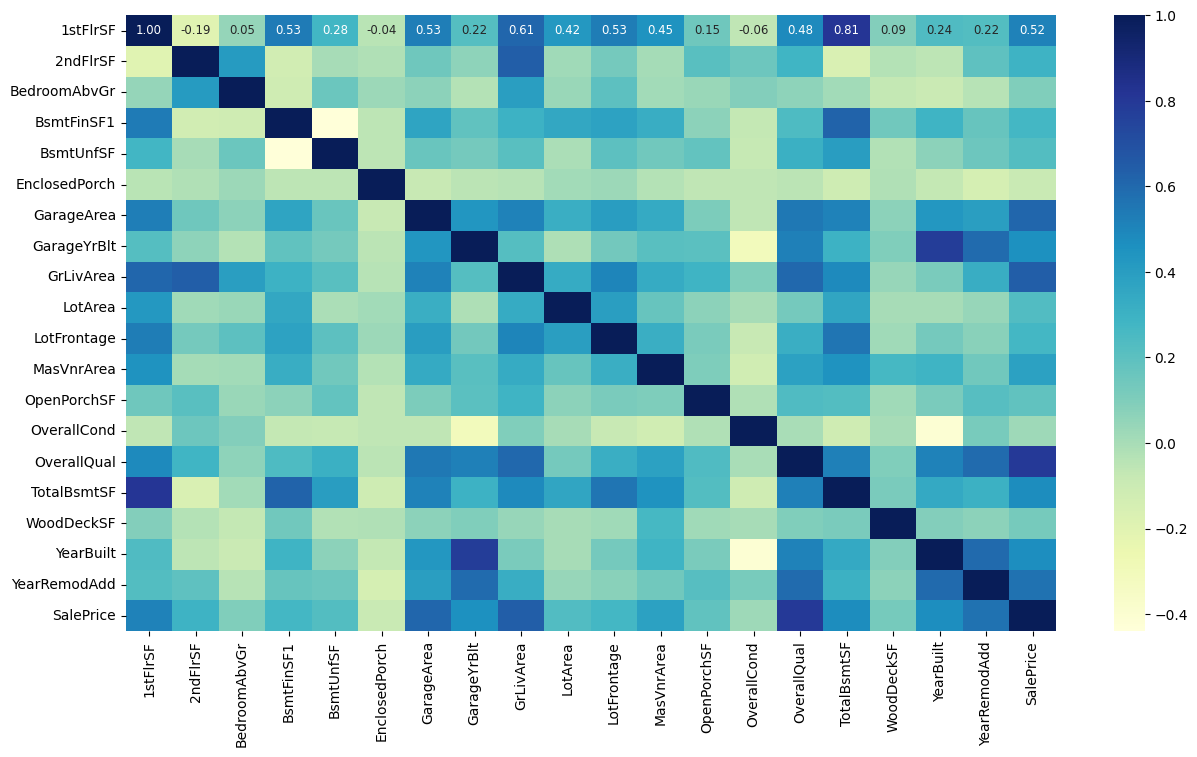 1stFlrSF 1.00 -0.19 0.05 0.53 0.28 -0.04 0.53 0.22 0.61 0.42 0.53 0.45 0.15 -0.06 0.48 0.81 0.09 0.24 0.22 0.52
2ndFlrSF
BedroomAbvGr
BsmtFinSF1
BsmtUnfSF
EnclosedPorch
GarageArea
GarageYrBlt
GrLivArea
LotArea
LotFrontage
MasVnrArea
OpenPorchSF
OverallCond
OverallQual
TotalBsmtSF
WoodDeckSF
YearBuilt
YearRemodAdd
SalePrice
1stFlrSF
2ndFlrSF
BedroomAbvGr
BsmtFinSF1
BsmtUnfSF
EnclosedPorch
GarageArea
GarageYrBlt
GrLivArea
LotArea
LotFrontage
MasVnrArea
OpenPorchSF
OverallCond
OverallQual
TotalBsmtSF
WoodDeckSF
YearBuilt
YearRemodAdd
SalePrice
1.0
0.8
0.6
0.4
0.2
0.0
−0.2
−0.4